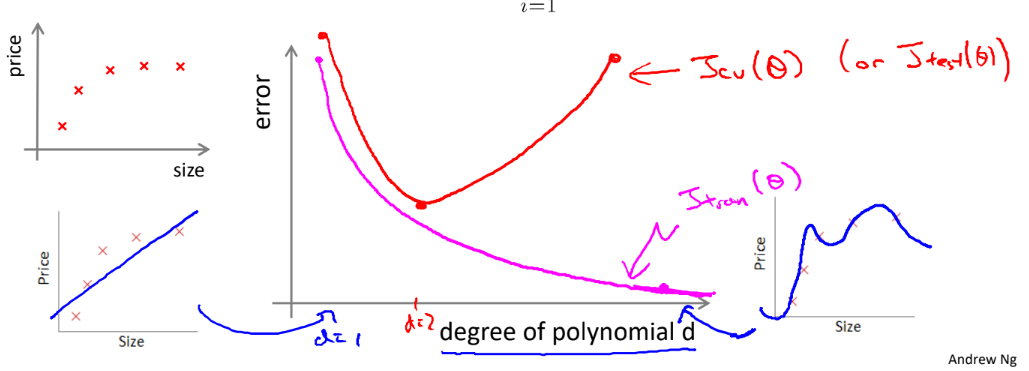 i=1
price
size
error
Jcv(Θ) (or Jtest(Θ))
Jtrain(Θ)
Price
Size
d=1
d=2
degree of polynomial d
Price
Size
Andrew Ng